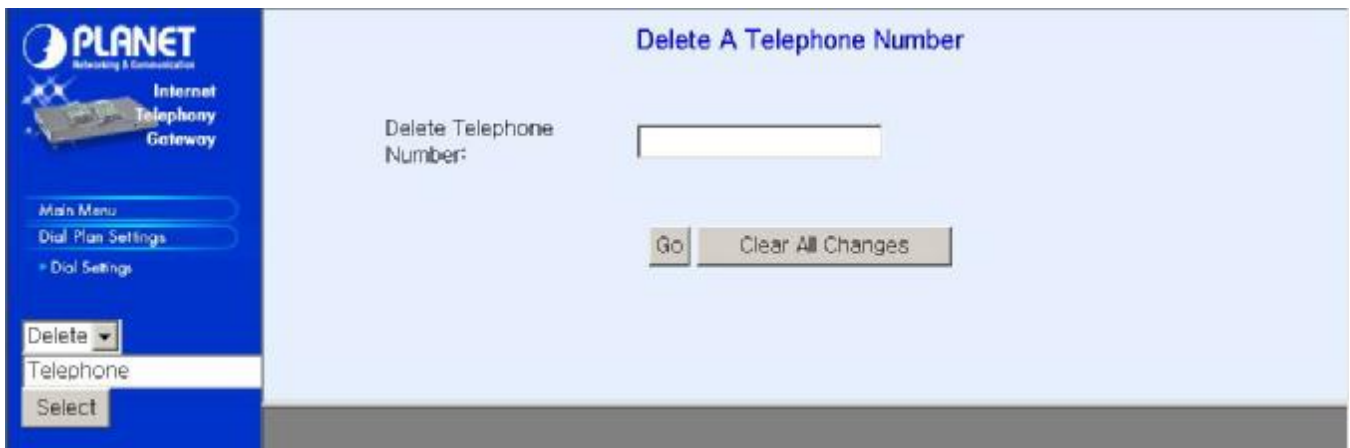 PLANET
Networking & Communication
Internet
Telephony
Gateway
Main Menu
Dial Plan Settings
Dial Settings
Delete
Telephone
Select
Delete A Telephone Number
Delete Telephone
Number:
Go
Clear All Changes